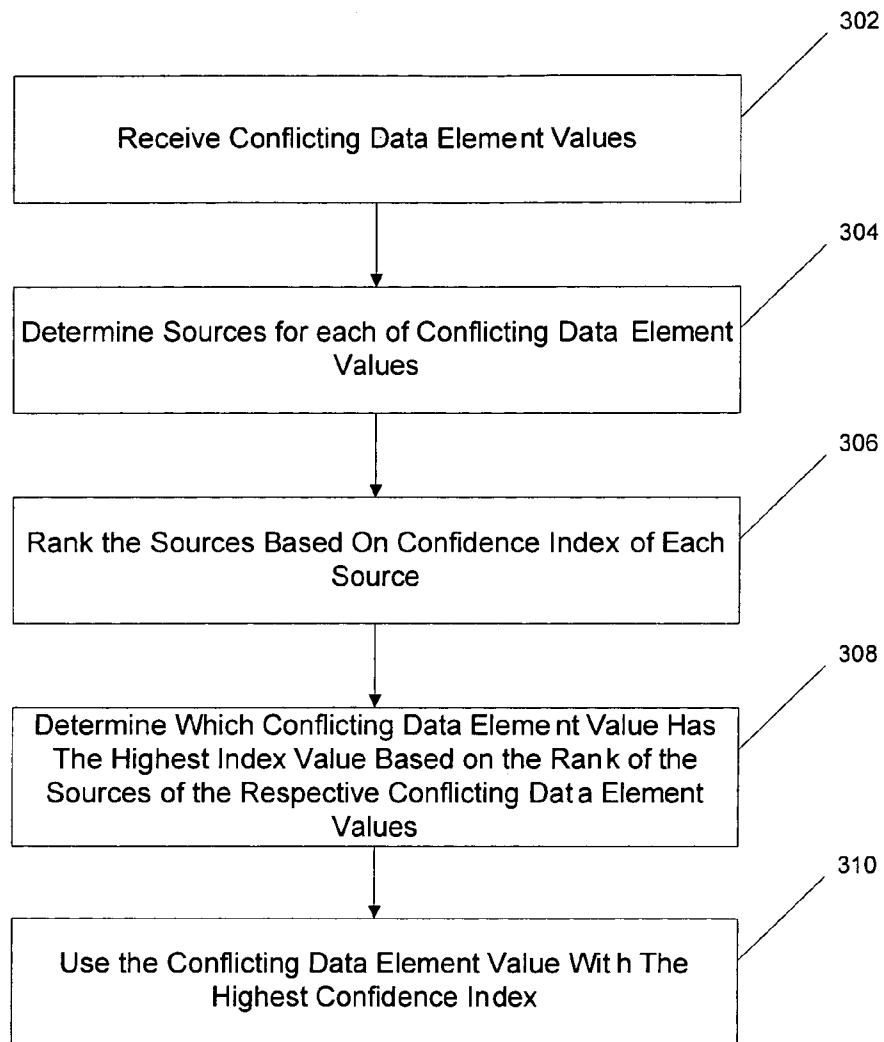 302
Receive Conflicting Data Element Values
304
Determine Sources for each of Conflicting Data Element
Values
306
Rank the Sources Based On Confidence Index of Each
Source
308
Determine Which Conflicting Data Element Value Has
The Highest Index Value Based on the Rank of the
Sources of the Respective Conflicting Data Element
Values
310
Use the Conflicting Data Element Value With The
Highest Confidence Index